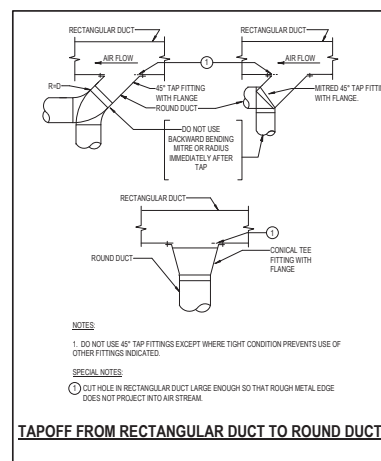 RECTANGULAR DUCT
AIR FLOW
R=D
1
45° TAP FITTING
WITH FLANGE
ROUND DUCT
DO NOT USE
BACKWARD BENDING
MITRE OR RADIUS
IMMEDIATELY AFTER
TAP
RECTANGULAR DUCT
AIR FLOW
MITRED 45° TAP FITTI
WITH FLANGE.
RECTANGULAR DUCT
1
ROUND DUCT
CONICAL TEE
FITTING WITH
FLANGE
NOTES:
1. DO NOT USE 45° TAP FITTINGS EXCEPT WHERE TIGHT CONDITION PREVENTS USE OF
OTHER FITTINGS INDICATED.
SPECIAL NOTES:
1 CUT HOLE IN RECTANGULAR DUCT LARGE ENOUGH SO THAT ROUGH METAL EDGE
DOES NOT PROJECT INTO AIR STREAM.
TAPOFF FROM RECTANGULAR DUCT TO ROUND DUCT